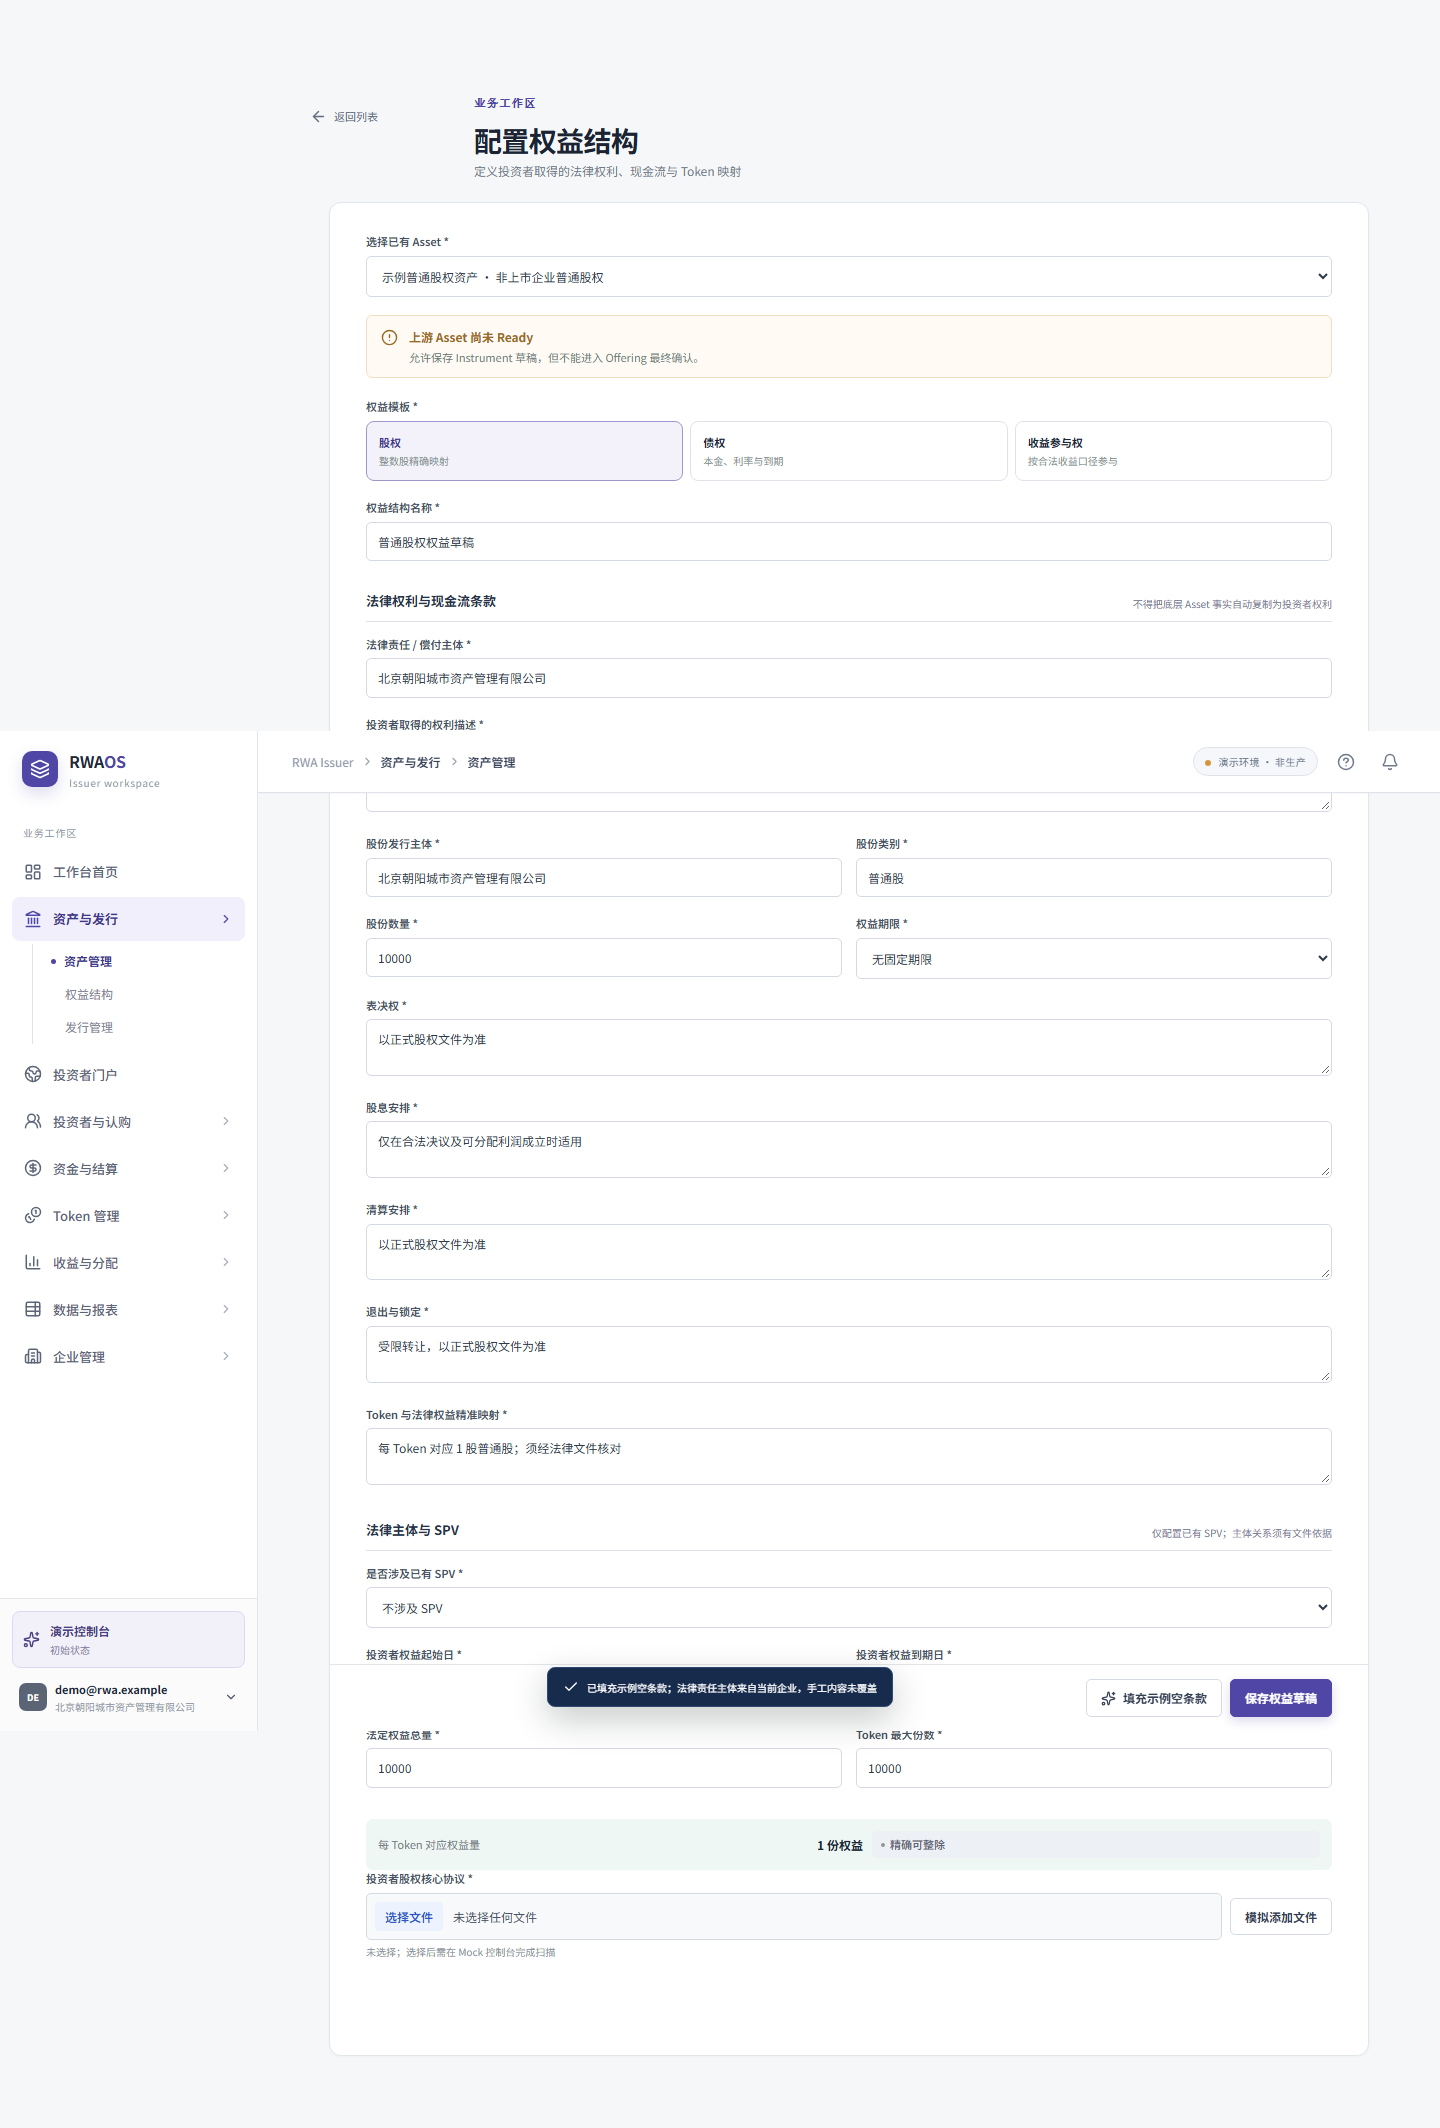 返回列表
业务工作区
配置权益结构
定义投资者取得的法律权利、现金流与 Token 映射
选择已有 Asset *
示例普通股权资产 · 非上市企业普通股权
上游 Asset 尚未 Ready
允许保存 Instrument 草稿，但不能进入 Offering 最终确认。
权益模板 *
股权
整数股精确映射
债权
本金、利率与到期
收益参与权
按合法收益口径参与
权益结构名称 *
普通股权权益草稿
法律权利与现金流条款
不得把底层 Asset 事实自动复制为投资者权利
法律责任 / 偿付主体 *
北京朝阳城市资产管理有限公司
投资者取得的权利描述 *
RWAOS
Issuer workspace
RWA Issuer
资产与发行
资产管理
演示环境 · 非生产
业务工作区
工作台首页
资产与发行
资产管理
权益结构
发行管理
投资者门户
投资者与认购
资金与结算
Token 管理
收益与分配
数据与报表
企业管理
演示控制台
初始状态
DE
demo@rwa.example
北京朝阳城市资产管理有限公司
股份发行主体 *
北京朝阳城市资产管理有限公司
股份类别 *
普通股
股份数量 *
10000
权益期限 *
无固定期限
表决权 *
以正式股权文件为准
股息安排 *
仅在合法决议及可分配利润成立时适用
清算安排 *
以正式股权文件为准
退出与锁定 *
受限转让，以正式股权文件为准
Token 与法律权益精准映射 *
每 Token 对应 1 股普通股；须经法律文件核对
法律主体与 SPV
仅配置已有 SPV；主体关系须有文件依据
是否涉及已有 SPV *
不涉及 SPV
投资者权益起始日 *
投资者权益到期日 *
已填充示例空条款；法律责任主体来自当前企业，手工内容未覆盖
填充示例空条款
保存权益草稿
法定权益总量 *
10000
Token 最大份数 *
10000
每 Token 对应权益量
1 份权益
精确可整除
投资者股权核心协议 *
选择文件
未选择任何文件
模拟添加文件
未选择；选择后需在 Mock 控制台完成扫描